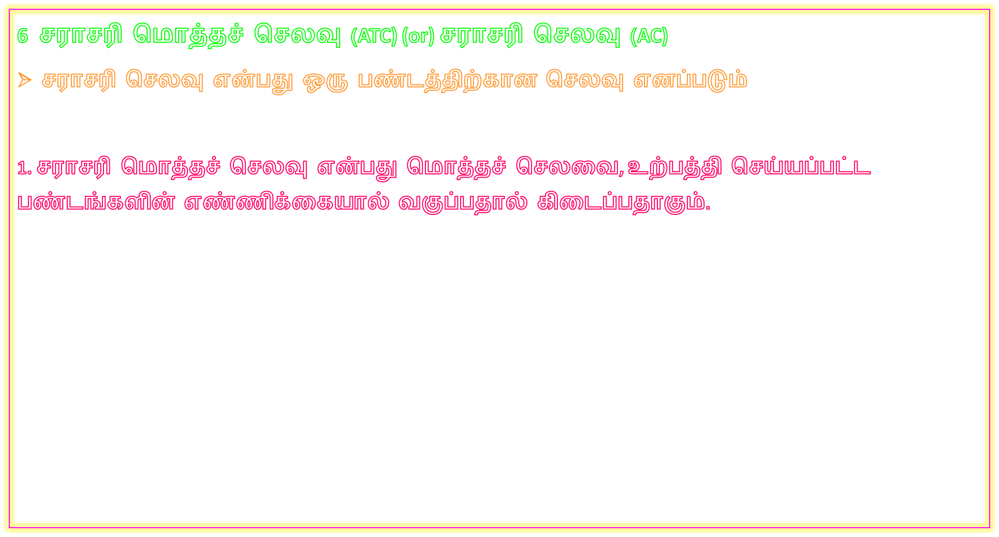 6 சராசரி மொத்தச் செலவு (ATC) (or) சராசரி செலவு (AC)
➢ சராசரி செலவு என்பது ஒரு பண்டத்திற்கான செலவு எனப்படும்
1. சராசரி மொத்தச் செலவு என்பது மொத்தச் செலவை,உற்பத்தி செய்யப்பட்ட
பண்டங்களின் எண்ணிக்கையால் வகுப்பதால் கிடைப்பதாகும்.